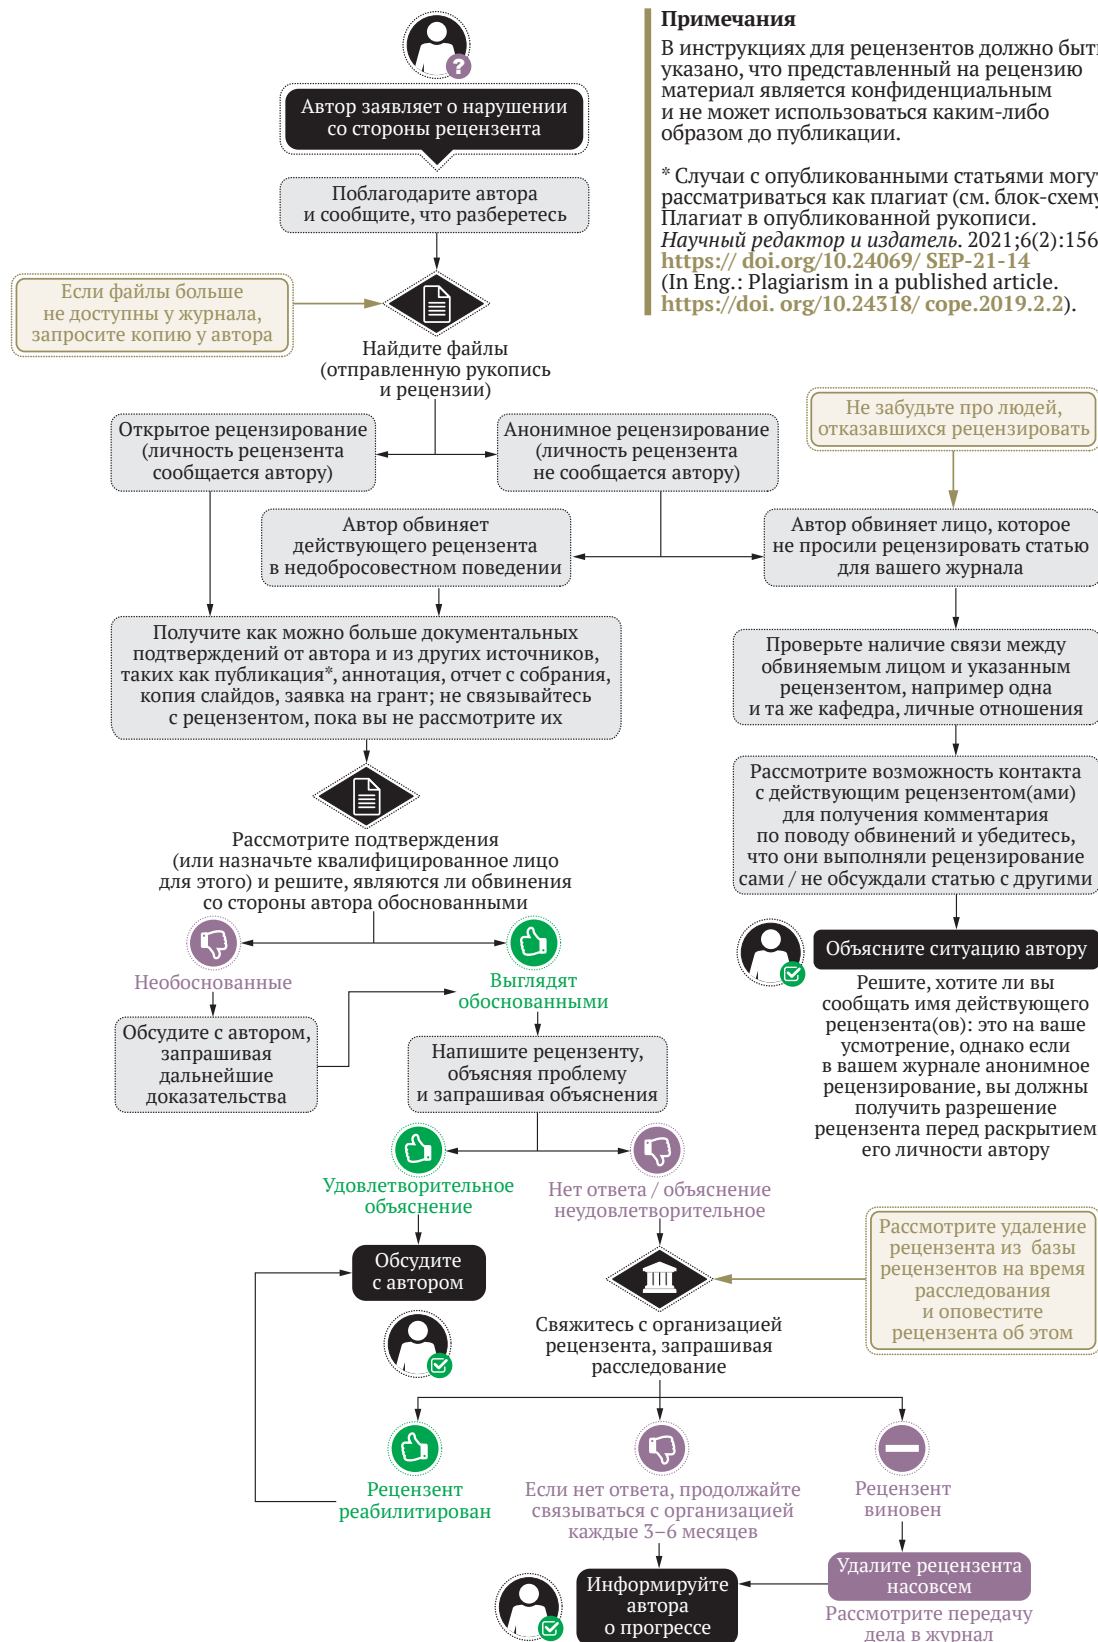 Автор заявляет о нарушении
со стороны рецензента
Примечания
В инструкциях для рецензентов должно быть
указано, что представленный на рецензию
материал является конфиденциальным
и не может использоваться каким-либо
образом до публикации.
* Случаи с опубликованными статьями могут
рассматриваться как плагиат (см. блок-схему
Плагиат в опубликованной рукописи.
Научный редактор и издатель. 2021;6(2):156
https:// doi.org/10.24069/ SEP-21-14
(In Eng.: Plagiarism in a published article.
https://doi. org/10.24318/ cope.2019.2.2).
Поблагодарите автора
и сообщите, что разберетесь
Если файлы больше
не доступны у журнала,
запросите копию у автора
Найдите файлы
(отправленную рукопись
и рецензии)
Открытое рецензирование
(личность рецензента
сообщается автору)
Анонимное рецензирование
(личность рецензента
не сообщается автору)
Не забудьте про людей,
отказавшихся рецензировать
Автор обвиняет
действующего рецензента
в недобросовестном поведении
Автор обвиняет лицо, которое
не просили рецензировать статью
для вашего журнала
Получите как можно больше документальных
подтверждений от автора и из других источников,
таких как публикация*, аннотация, отчет с собрания,
копия слайдов, заявка на грант; не связывайтесь
с рецензентом, пока вы не рассмотрите их
Проверьте наличие связи между
обвиняемым лицом и указанным
рецензентом, например одна
и та же кафедра, личные отношения
Рассмотрите возможность контакта
с действующим рецензентом(ами)
для получения комментария
по поводу обвинений и убедитесь,
что они выполняли рецензирование
сами / не обсуждали статью с другими
Рассмотрите подтверждения
(или назначьте квалифицированное лицо
для этого) и решите, являются ли обвинения
со стороны автора обоснованными
Необоснованные
Выглядят
обоснованными
Объясните ситуацию автору
Решите, хотите ли вы
сообщать имя действующего
рецензента(ов): это на ваше
усмотрение, однако если
в вашем журнале анонимное
рецензирование, вы должны
получить разрешение
рецензента перед раскрытием
его личности автору
Обсудите с автором,
запрашивая
дальнейшие
доказательства
Напишите рецензенту,
объясняя проблему
и запрашивая объяснения
Удовлетворительное
объяснение
Нет ответа / объяснение
неудовлетворительное
Обсудите
с автором
Рассмотрите удаление
рецензента из базы
рецензентов на время
расследования
и оповестите
рецензента об этом
Свяжитесь с организацией
рецензента, запрашивая
расследование
Рецензент
реабилитирован
Если нет ответа, продолжайте
связываться с организацией
каждые 3–6 месяцев
Рецензент
виновен
Информируйте
автора
о прогрессе
Удалите рецензента
насовсем
Рассмотрите передачу
дела в журнал